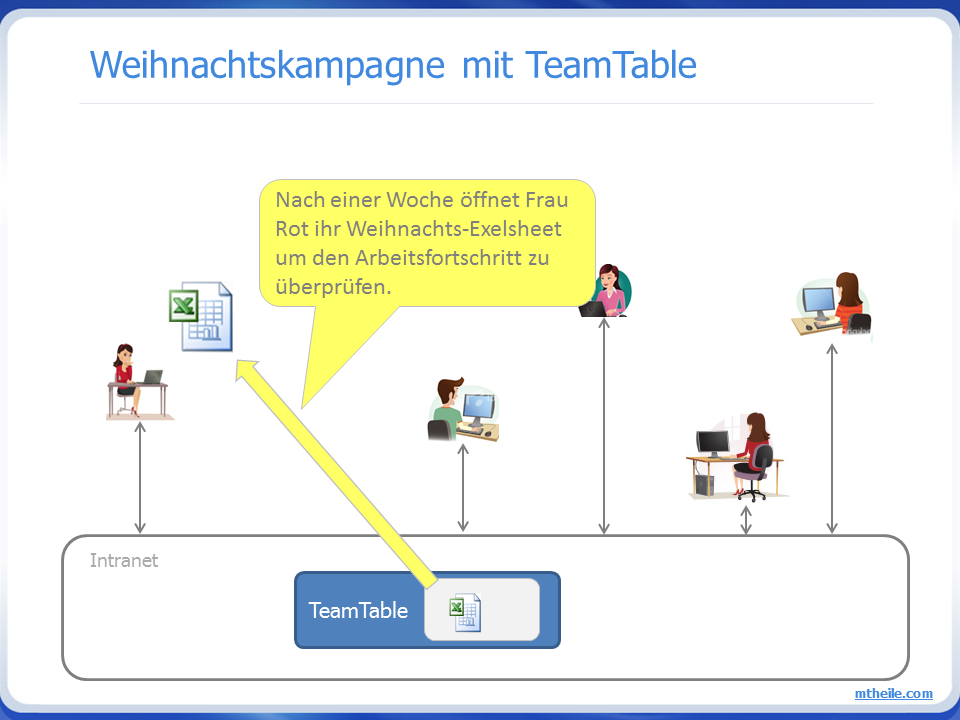 Weihnachtskampagne mit TeamTable
Nach einer Woche öffnet Frau
Rot ihr Weihnachts-Exelsheet
um den Arbeitsfortschritt zu
überprüfen.
Intranet
TeamTable
mtheile.com